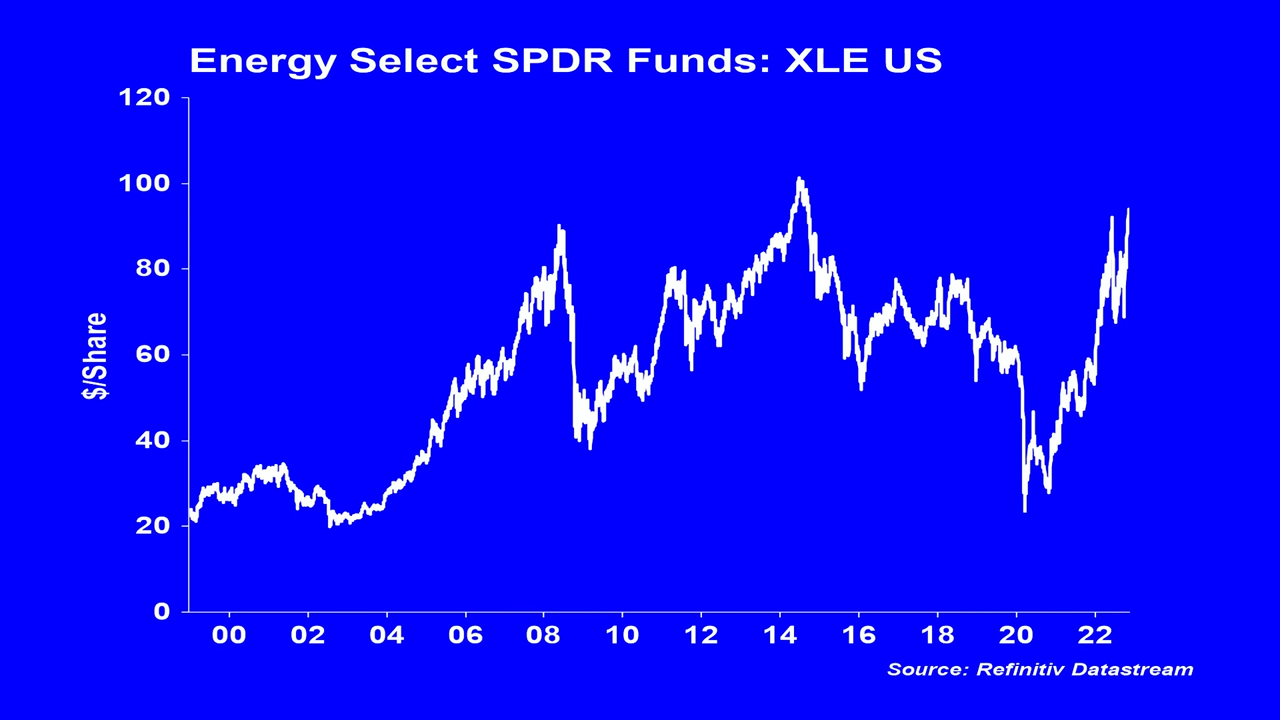 Energy Select SPDR Funds: XLE US
120
100
80
60
40
20
0
$/Share
00 02 04 06 08 10 12 14 16 18 20 22
Source: Refinitiv Datastream